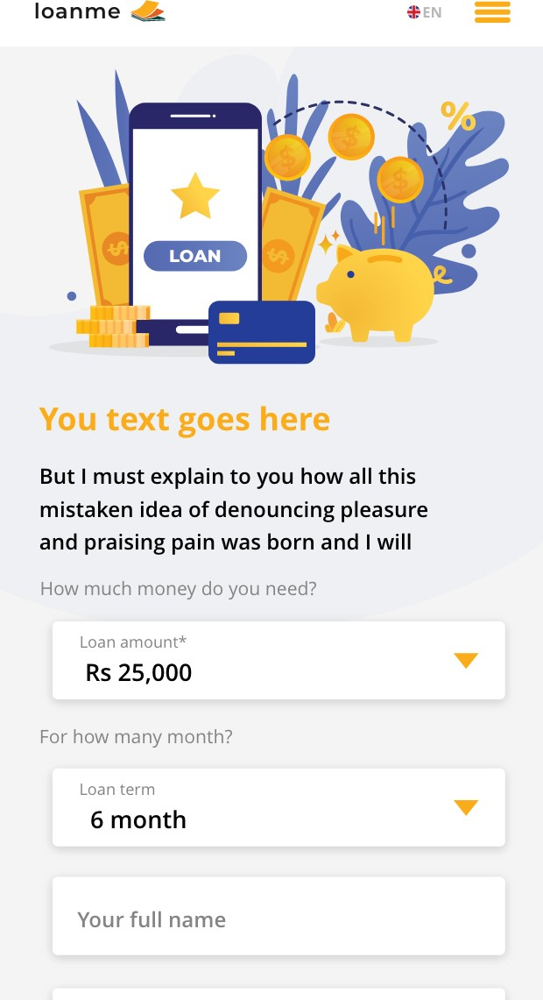 loanme
EN
%
$
$
$
$
$
LOAN
You text goes here
But I must explain to you how all this
mistaken idea of denouncing pleasure
and praising pain was born and I will
How much money do you need?
Loan amount*
Rs 25,000
For how many month?
Loan term
6 month
Your full name